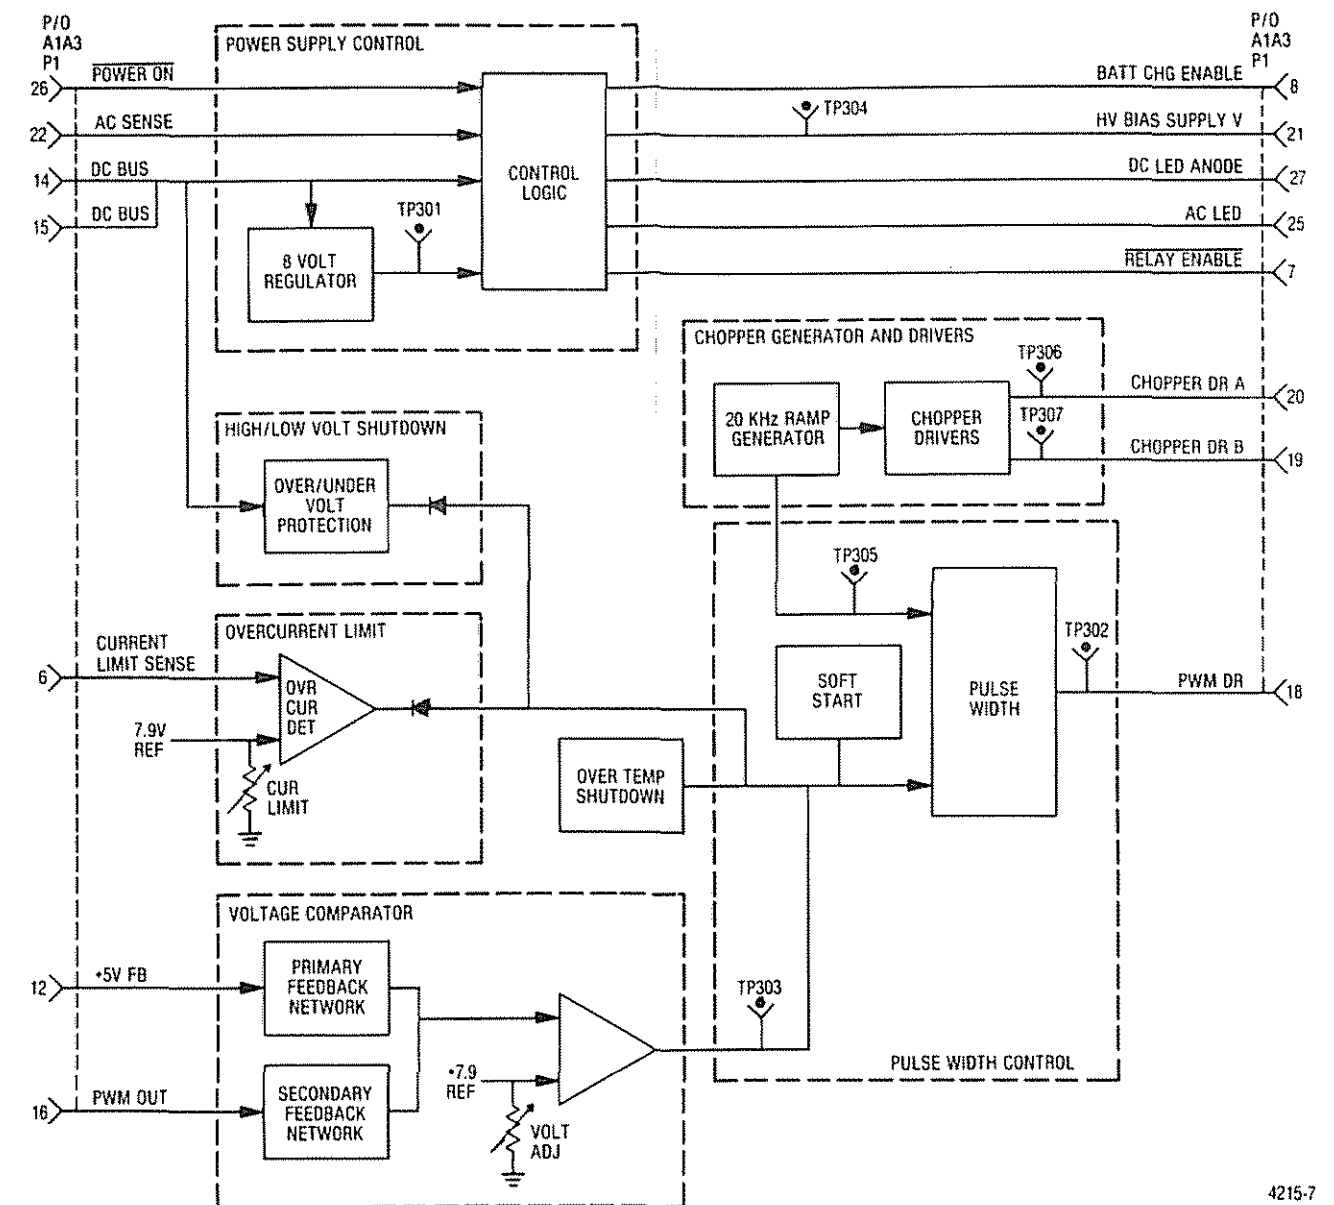 P/O
A1A3
P1
P/O
A1A3
P1
POWER SUPPLY CONTROL
26
POWER ON
BATT CHG ENABLE
8
TP304
22
AC SENSE
HV BIAS SUPPLY V
21
14
DC BUS
CONTROL
LOGIC
DC LED ANODE
27
15
DC BUS
TP301
AC LED
25
8 VOLT
REGULATOR
RELAY ENABLE
7
CHOPPER GENERATOR AND DRIVERS
TP306
CHOPPER DR A
20
20 KHz RAMP
GENERATOR
CHOPPER
DRIVERS
TP307
CHOPPER DR B
19
HIGH/LOW VOLT SHUTDOWN
OVER/UNDER
VOLT
PROTECTION
TP305
OVERCURRENT LIMIT
CURRENT
LIMIT SENSE
6
OVR
CUR
DET
7.9V
REF
CUR
LIMIT
SOFT
START
PULSE
WIDTH
TP302
PWM DR
18
OVER TEMP
SHUTDOWN
VOLTAGE COMPARATOR
12
+5V FB
PRIMARY
FEEDBACK
NETWORK
TP303
PULSE WIDTH CONTROL
+7.9
REF
16
PWM OUT
SECONDARY
FEEDBACK
NETWORK
VOLT
ADJ
4215-7